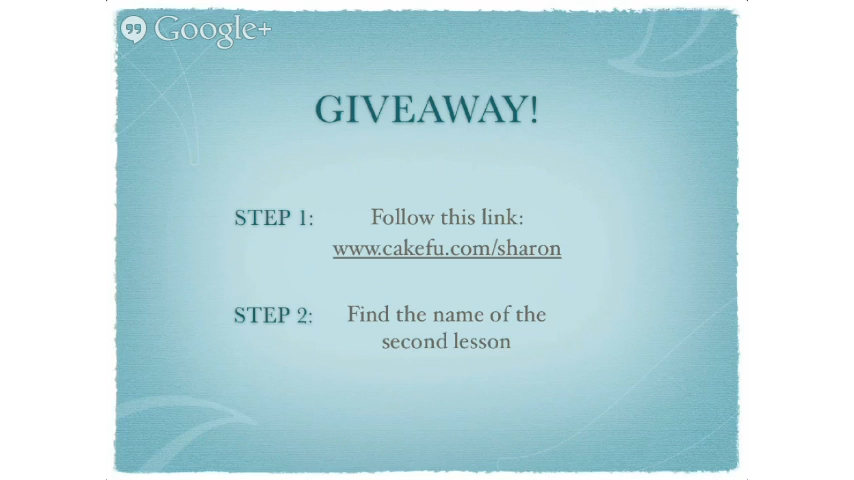 Google+
GIVEAWAY!
STEP 1: Follow this link:
www.cakefu.com/sharon
STEP 2: Find the name of the
second lesson